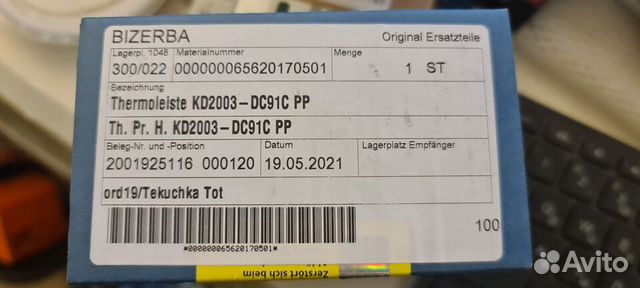 BIZERBA Original Ersatzteile
Lagerpl. 1048 Materialnummer Menge
300/022 000000065620170501 1 ST
Bezeichnung
Thermoleiste KD2003-DC91C PP
Th. Pr. H. KD2003-DC91C PP
Beleg-Nr. und -Position Datum Lagerplatz Empfänger
2001925116 000120 19.05.2021
ord19/Tekuchka Tot
100
*000000065620170501*
Zerstört sich beim
Avito